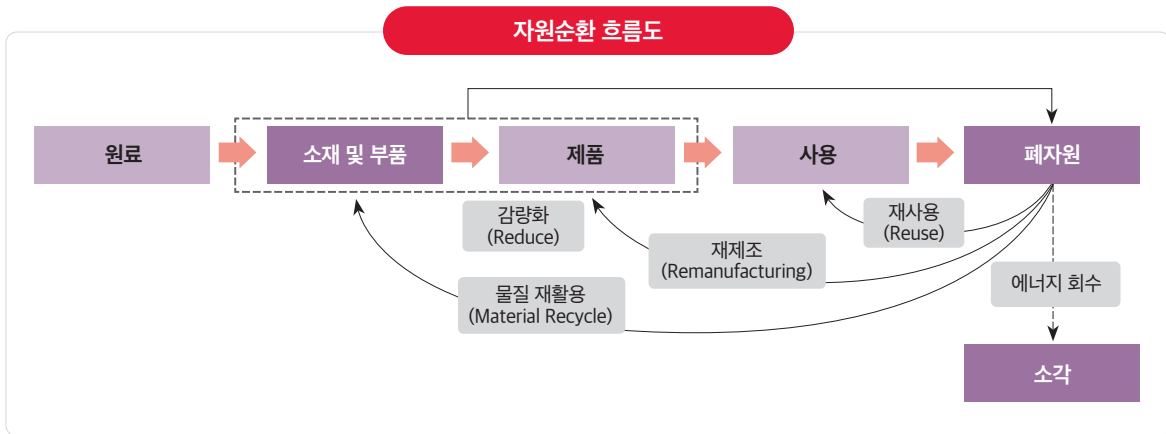 자원순환 흐름도
원료
소재 및 부품
제품
사용
폐자원
감량화
(Reduce)
재사용
(Reuse)
재제조
(Remanufacturing)
에너지 회수
물질 재활용
(Material Recycle)
소각